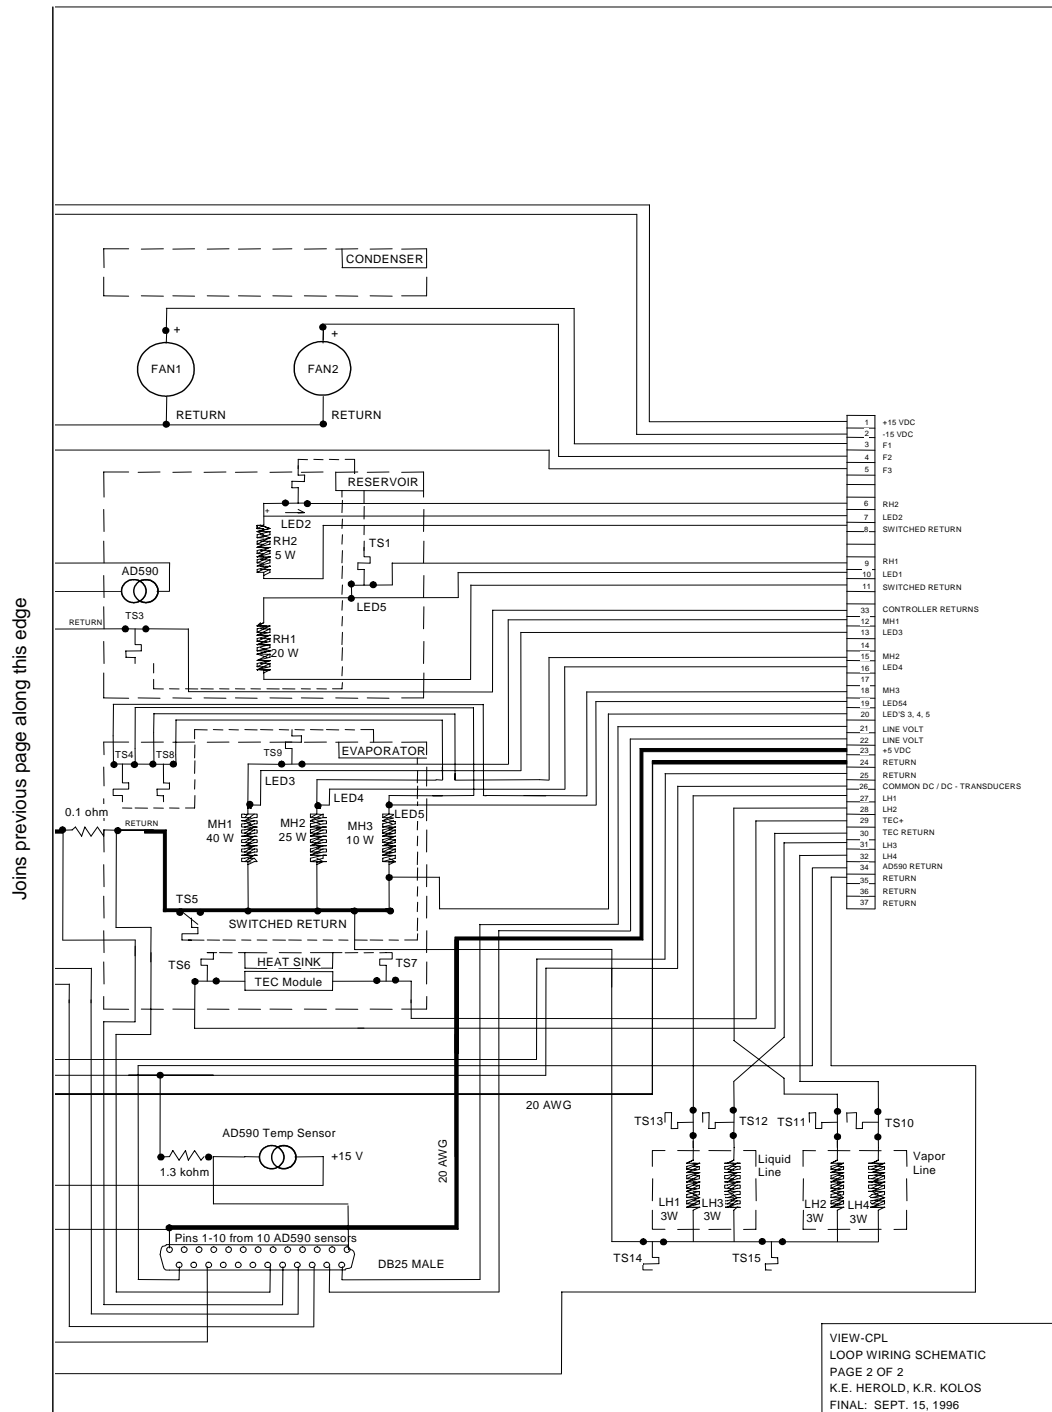 Joins previous page along this edge
CONDENSER
+
+
FAN1
FAN2
RETURN
RETURN
RESERVOIR
+
LED2
RH2
5 W
TS1
AD590
LED5
TS3
RETURN
RH1
20 W
1 +15 VDC
2 -15 VDC
3 F1
4 F2
5 F3
6 RH2
7 LED2
8 SWITCHED RETURN
9 RH1
10 LED1
11 SWITCHED RETURN
33 CONTROLLER RETURNS
12 MH1
13 LED3
14
15 MH2
16 LED4
17
18 MH3
19 LED54
20 LED'S 3, 4, 5
21 LINE VOLT
22 LINE VOLT
23 +5 VDC
24 RETURN
25 RETURN
26 COMMON DC / DC - TRANSDUCERS
27 LH1
28 LH2
29 TEC+
30 TEC RETURN
31 LH3
32 LH4
34 AD590 RETURN
35 RETURN
36 RETURN
37 RETURN
TS4
TS8
TS9
EVAPORATOR
LED3
LED4
LED5
0.1 ohm
RETURN
MH1
40 W
MH2
25 W
MH3
10 W
TS5
SWITCHED RETURN
TS6
HEAT SINK
TS7
TEC Module
20 AWG
20 AWG
AD590 Temp Sensor
+15 V
1.3 kohm
TS13
TS12
TS11
TS10
Liquid
Line
Vapor
Line
LH1
3W
LH3
3W
LH2
3W
LH4
3W
Pins 1-10 from 10 AD590 sensors
DB25 MALE
TS14
TS15
VIEW-CPL
LOOP WIRING SCHEMATIC
PAGE 2 OF 2
K.E. HEROLD, K.R. KOLOS
FINAL: SEPT. 15, 1996